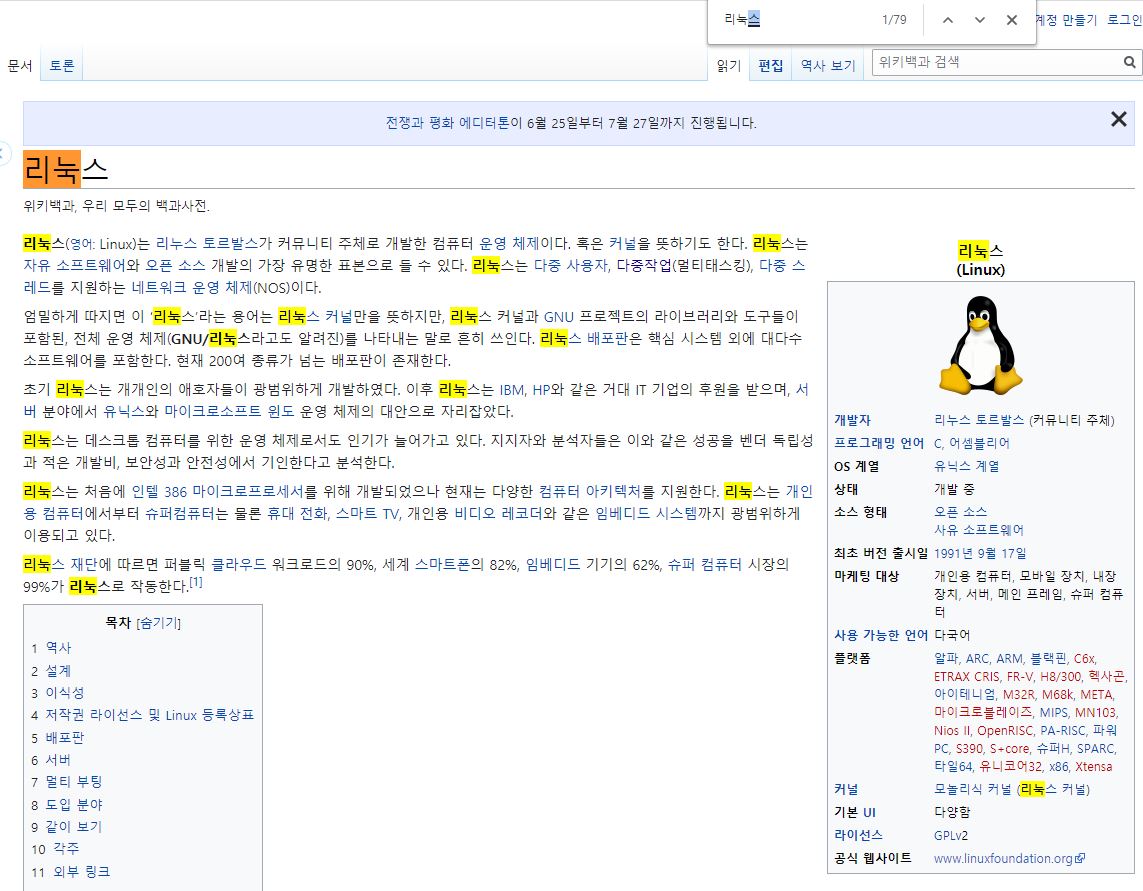 리눅스 1/79
계정 만들기 로그인
문서 토론 읽기 편집 역사 보기 위키백과 검색
전쟁과 평화 에디터톤이 6월 25일부터 7월 27일까지 진행됩니다.
리눅스
위키백과, 우리 모두의 백과사전.
리눅스(영어: Linux)는 리누스 토르발스가 커뮤니티 주체로 개발한 컴퓨터 운영 체제이다. 혹은 커널을 뜻하기도 한다. 리눅스는
자유 소프트웨어와 오픈 소스 개발의 가장 유명한 표본으로 들 수 있다. 리눅스는 다중 사용자, 다중작업(멀티태스킹), 다중 스
레드를 지원하는 네트워크 운영 체제(NOS)이다.
엄밀하게 따지면 이 '리눅스'라는 용어는 리눅스 커널만을 뜻하지만, 리눅스 커널과 GNU 프로젝트의 라이브러리와 도구들이
포함된, 전체 운영 체제(GNU/리눅스라고도 알려진)를 나타내는 말로 흔히 쓰인다. 리눅스 배포판은 핵심 시스템 외에 대다수
소프트웨어를 포함한다. 현재 200여 종류가 넘는 배포판이 존재한다.
초기 리눅스는 개개인의 애호자들이 광범위하게 개발하였다. 이후 리눅스는 IBM, HP와 같은 거대 IT 기업의 후원을 받으며, 서
버 분야에서 유닉스와 마이크로소프트 윈도 운영 체제의 대안으로 자리잡았다.
리눅스는 데스크톱 컴퓨터를 위한 운영 체제로서도 인기가 늘어가고 있다. 지지자와 분석자들은 이와 같은 성공을 벤더 독립성
과 적은 개발비, 보안성과 안전성에서 기인한다고 분석한다.
리눅스는 처음에 인텔 386 마이크로프로세서를 위해 개발되었으나 현재는 다양한 컴퓨터 아키텍처를 지원한다. 리눅스는 개인
용 컴퓨터에서부터 슈퍼컴퓨터는 물론 휴대 전화, 스마트 TV, 개인용 비디오 레코더와 같은 임베디드 시스템까지 광범위하게
이용되고 있다.
리눅스 재단에 따르면 퍼블릭 클라우드 워크로드의 90%, 세계 스마트폰의 82%, 임베디드 기기의 62%, 슈퍼 컴퓨터 시장의
99%가 리눅스로 작동한다.[1]
목차 [숨기기]
1 역사
2 설계
3 이식성
4 저작권 라이선스 및 Linux 등록상표
5 배포판
6 서버
7 멀티 부팅
8 도입 분야
9 같이 보기
10 각주
11 외부 링크
리눅스
(Linux)
개발자 리누스 토르발스 (커뮤니티 주체)
프로그래밍 언어 C, 어셈블리어
OS 계열 유닉스 계열
상태 개발 중
소스 형태 오픈 소스
사유 소프트웨어
최초 버전 출시일 1991년 9월 17일
마케팅 대상 개인용 컴퓨터, 모바일 장치, 내장
장치, 서버, 메인 프레임, 슈퍼 컴퓨
터
사용 가능한 언어 다국어
플랫폼 알파, ARC, ARM, 블랙핀, C6x,
ETRAX CRIS, FR-V, H8/300, 헥사곤,
아이테니엄, M32R, M68k, META,
마이크로블레이즈, MIPS, MN103,
Nios II, OpenRISC, PA-RISC, 파워
PC, S390, S+core, 슈퍼H, SPARC,
타일64, 유니코어32, x86, Xtensa
커널 모놀리식 커널 (리눅스 커널)
기본 UI 다양함
라이선스 GPLv2
공식 웹사이트 www.linuxfoundation.org